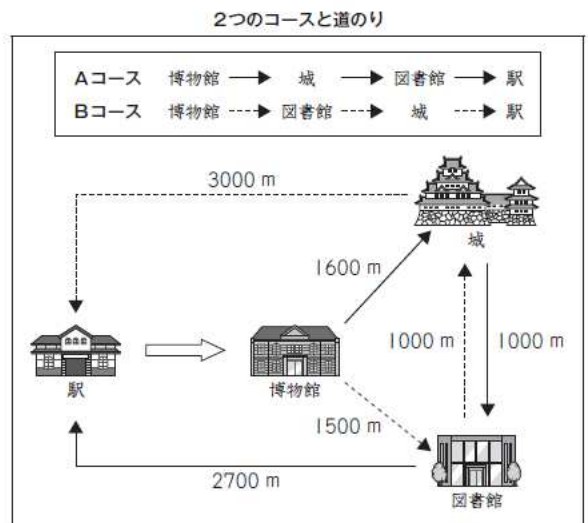 2つのコースと道のり
Aコース 博物館 城 図書館 駅
Bコース 博物館 図書館 城 駅
3000 m
城
1600 m
1000 m
1000 m
駅
博物館
1500 m
2700 m
図書館